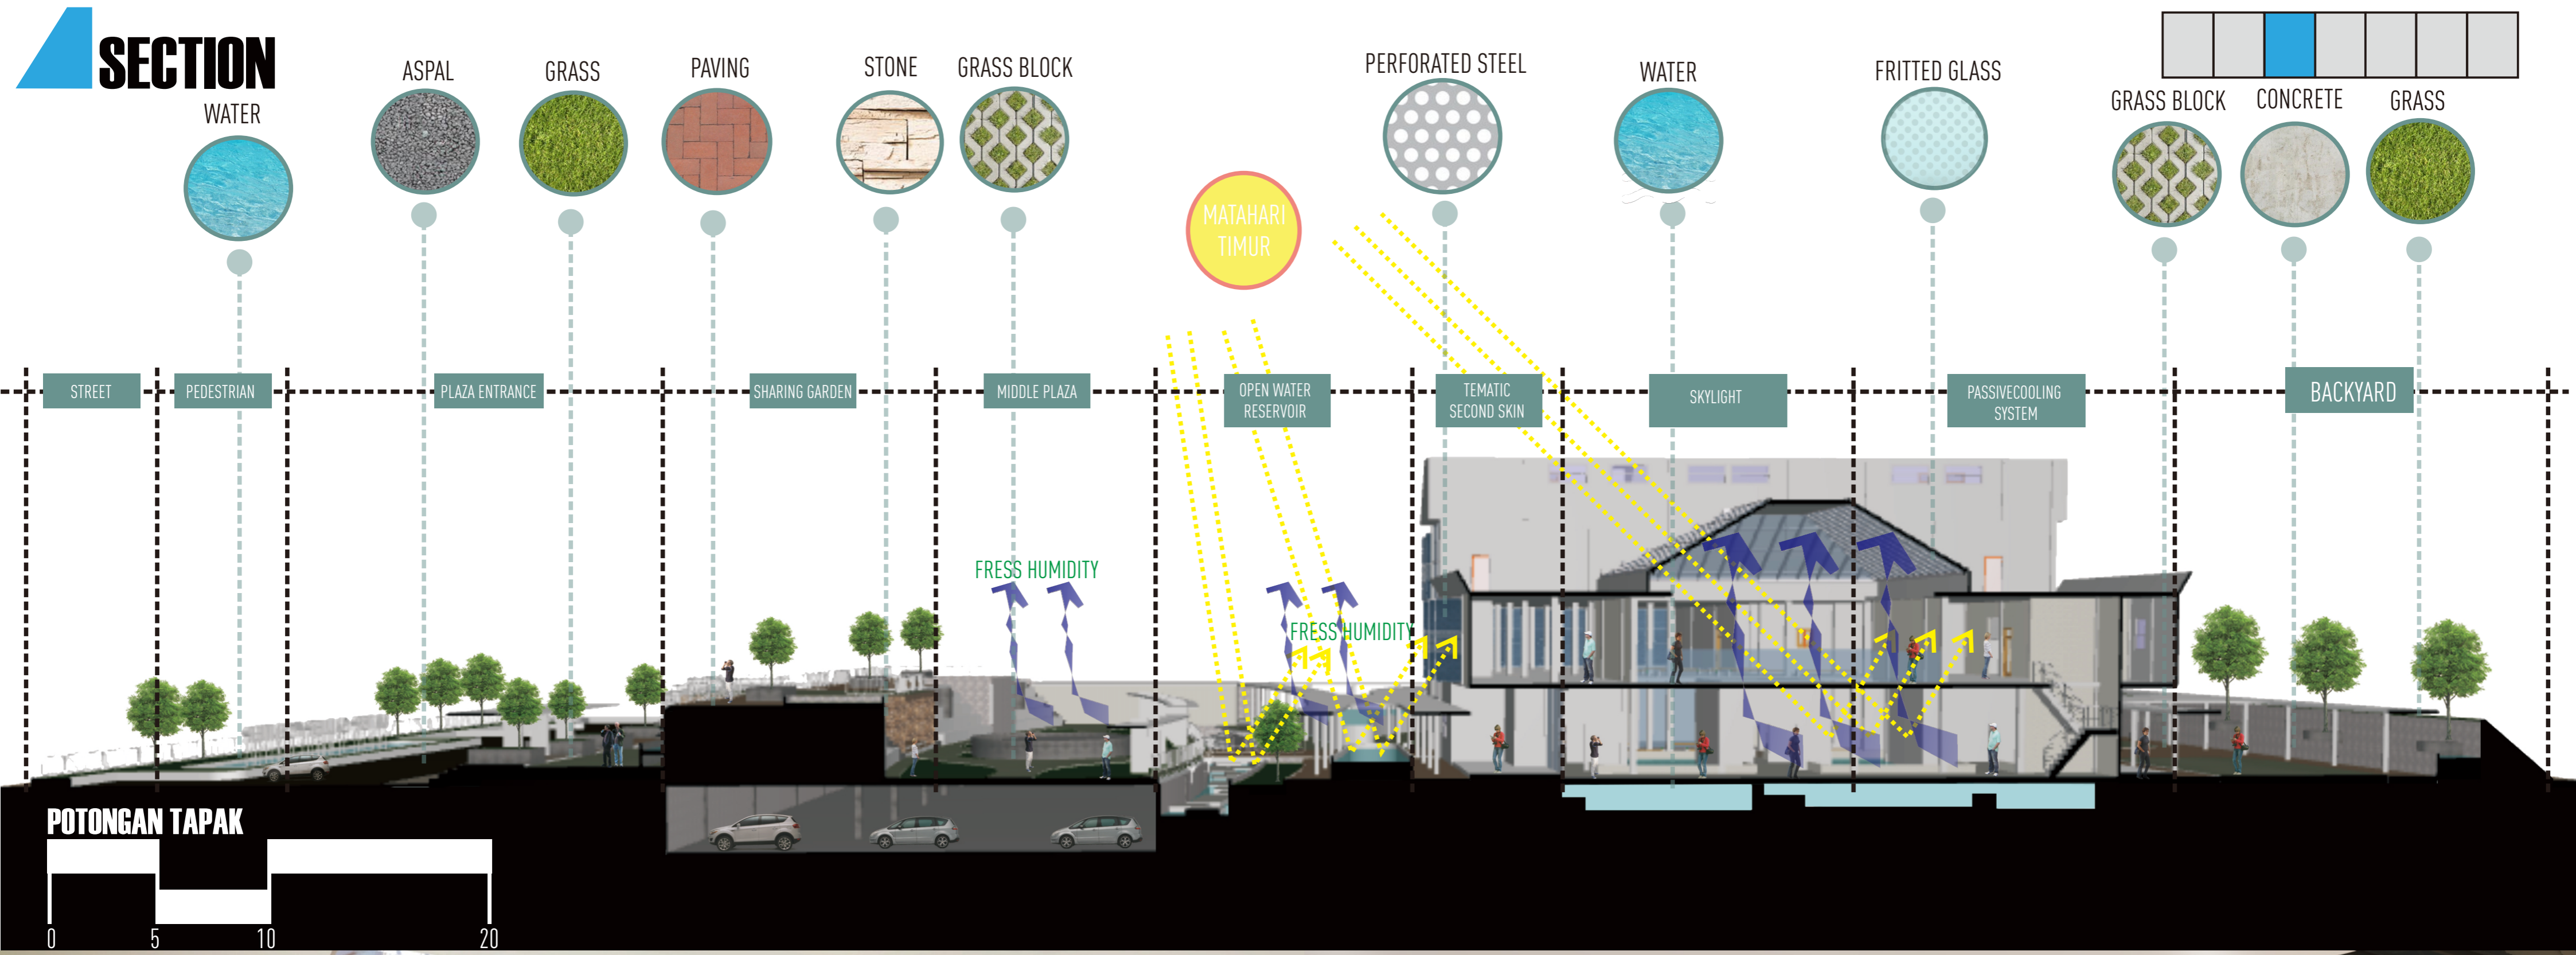 SECTION
WATER
ASPAL
GRASS
PAVING
STONE
GRASS BLOCK
PERFORATED STEEL
WATER
FRITTED GLASS
GRASS BLOCK
CONCRETE
GRASS
MATAHARI
TIMUR
STREET
PEDESTRIAN
PLAZA ENTRANCE
SHARING GARDEN
MIDDLE PLAZA
OPEN WATER
RESERVOIR
TEMATIC
SECOND SKIN
SKYLIGHT
PASSIVECOOLING
SYSTEM
BACKYARD
FRESS HUMIDITY
FRESS HUMIDITY
POTONGAN TAPAK
0 5 10 20